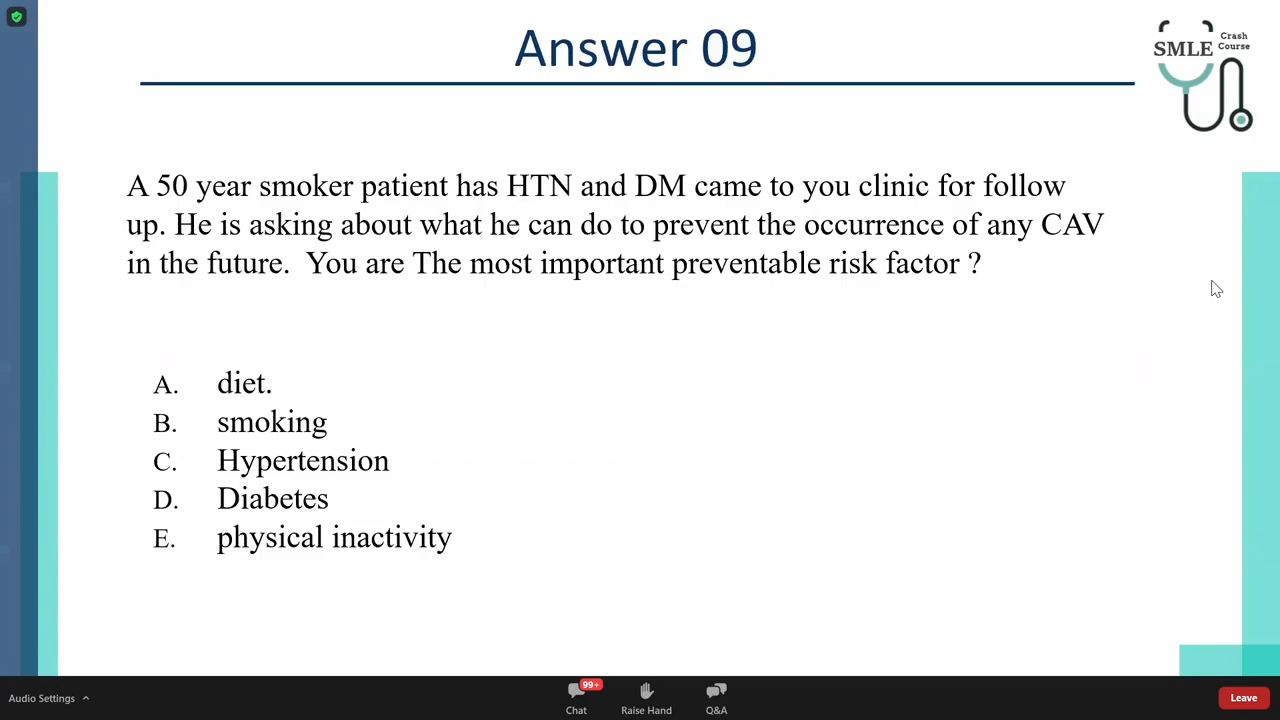 Answer 09
SMLE Crash Course
A 50 year smoker patient has HTN and DM came to you clinic for follow
up. He is asking about what he can do to prevent the occurrence of any CAV
in the future.  You are The most important preventable risk factor ?
A. diet.
B. smoking
C. Hypertension
D. Diabetes
E. physical inactivity
Audio Settings
99+
Chat
Raise Hand
Q&A
Leave